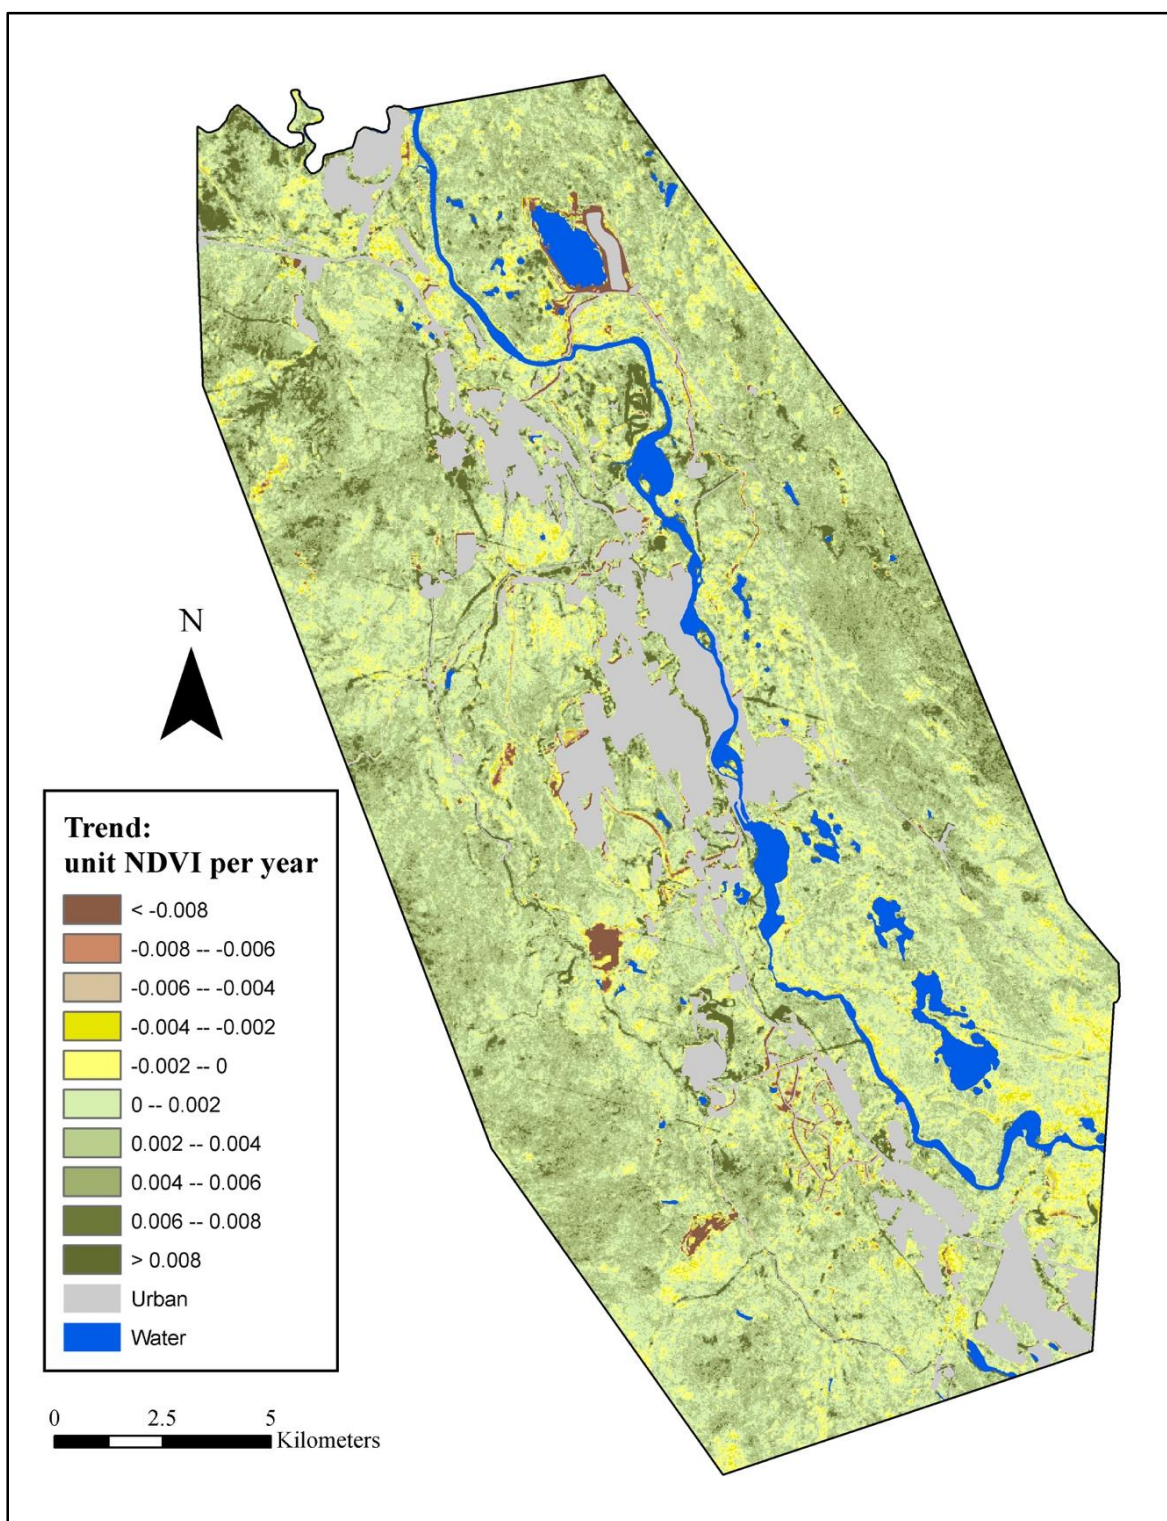 N
Trend:
unit NDVI per year
< -0.008
-0.008 -- -0.006
-0.006 -- -0.004
-0.004 -- -0.002
-0.002 -- 0
0 -- 0.002
0.002 -- 0.004
0.004 -- 0.006
0.006 -- 0.008
> 0.008
Urban
Water
0 2.5 5
Kilometers